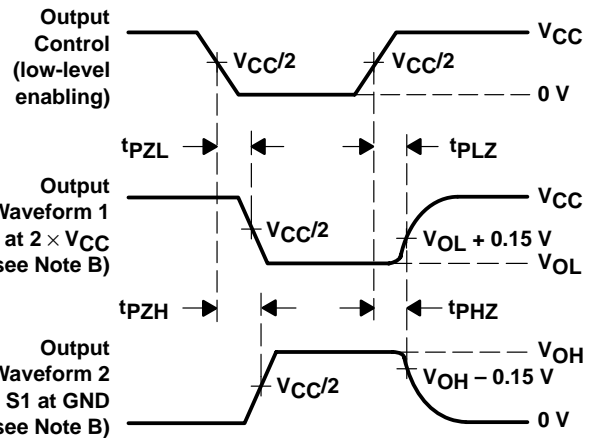 Output
Control
(low-level
enabling)
VCC/2
VCC/2
VCC
0 V
tPZL
tPLZ
Output
Waveform 1
at 2 × VCC
see Note B)
VCC/2
VCC
VOL + 0.15 V
VOL
tPZH
tPHZ
Output
Waveform 2
S1 at GND
see Note B)
VCC/2
VOH
VOH – 0.15 V
0 V